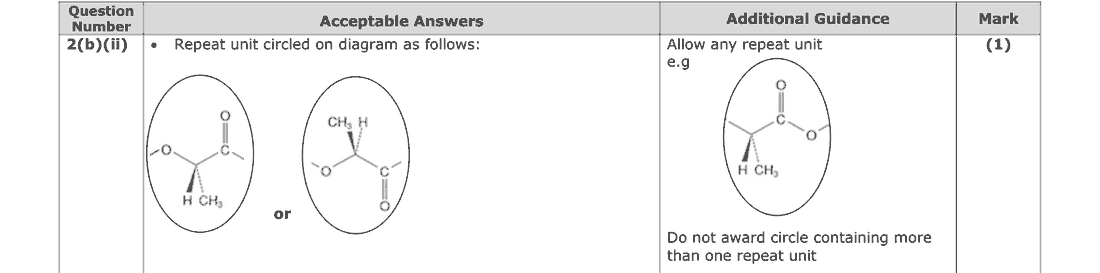 Question
Number
Acceptable Answers
Additional Guidance
Mark
2(b)(ii)
• Repeat unit circled on diagram as follows:
Allow any repeat unit
e.g
(1)
O
O
C
H CH₃
or
CH₃ H
O
C
O
O
C
O
H CH₃
Do not award circle containing more
than one repeat unit